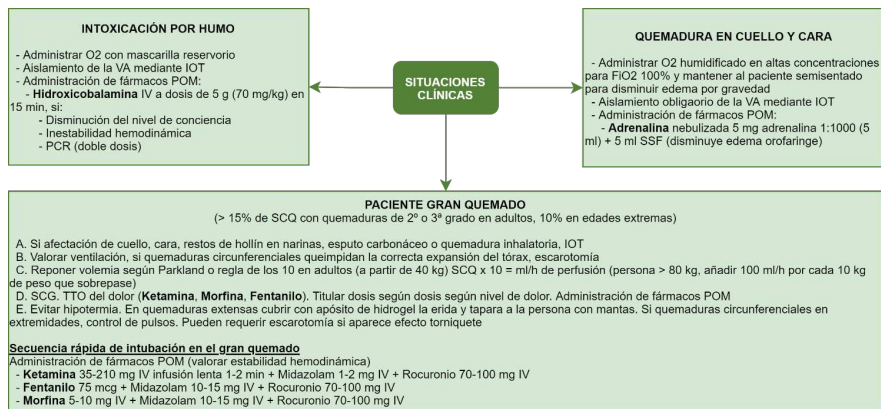 INTOXICACIÓN POR HUMO
- Administrar O2 con mascarilla reservorio
- Aislamiento de la VA mediante IOT
- Administración de fármacos POM:
- Hidroxicobalamina IV a dosis de 5 g (70 mg/kg) en
15 min, si:
- Disminución del nivel de conciencia
- Inestabilidad hemodinámica
- PCR (doble dosis)
SITUACIONES
CLÍNICAS
QUEMADURA EN CUELLO Y CARA
- Administrar O2 humidificado en altas concentraciones
para FiO2 100% y mantener al paciente semisentado
para disminuir edema por gravedad
- Aislamiento obligaorio de la VA mediante IOT
- Administración de fármacos POM:
- Adrenalina nebulizada 5 mg adrenalina 1:1000 (5
ml) + 5 ml SSF (disminuye edema orofaringe)
PACIENTE GRAN QUEMADO
(> 15% de SCQ con quemaduras de 2º o 3ª grado en adultos, 10% en edades extremas)
A. Si afectación de cuello, cara, restos de hollín en narinas, esputo carbonáceo o quemadura inhalatoria, IOT
B. Valorar ventilación, si quemaduras circunferenciales queimpidan la correcta expansión del tórax, escarotomía
C. Reponer volemia según Parkland o regla de los 10 en adultos (a partir de 40 kg) SCQ x 10 = ml/h de perfusión (persona > 80 kg, añadir 100 ml/h por cada 10 kg
de peso que sobrepase)
D. SCG. TTO del dolor (Ketamina, Morfina, Fentanilo). Titular dosis según dosis según nivel de dolor. Administración de fármacos POM
E. Evitar hipotermia. En quemaduras extensas cubrir con apósito de hidrogel la erida y tapara a la persona con mantas. Si quemaduras circunferenciales en
extremidades, control de pulsos. Pueden requerir escarotomía si aparece efecto torniquete
Secuencia rápida de intubación en el gran quemado
Administración de fármacos POM (valorar estabilidad hemodinámica)
- Ketamina 35-210 mg IV infusión lenta 1-2 min + Midazolam 1-2 mg IV + Rocuronio 70-100 mg IV
- Fentanilo 75 mcg + Midazolam 10-15 mg IV + Rocuronio 70-100 mg IV
- Morfina 5-10 mg IV + Midazolam 10-15 mg IV + Rocuronio 70-100 mg IV